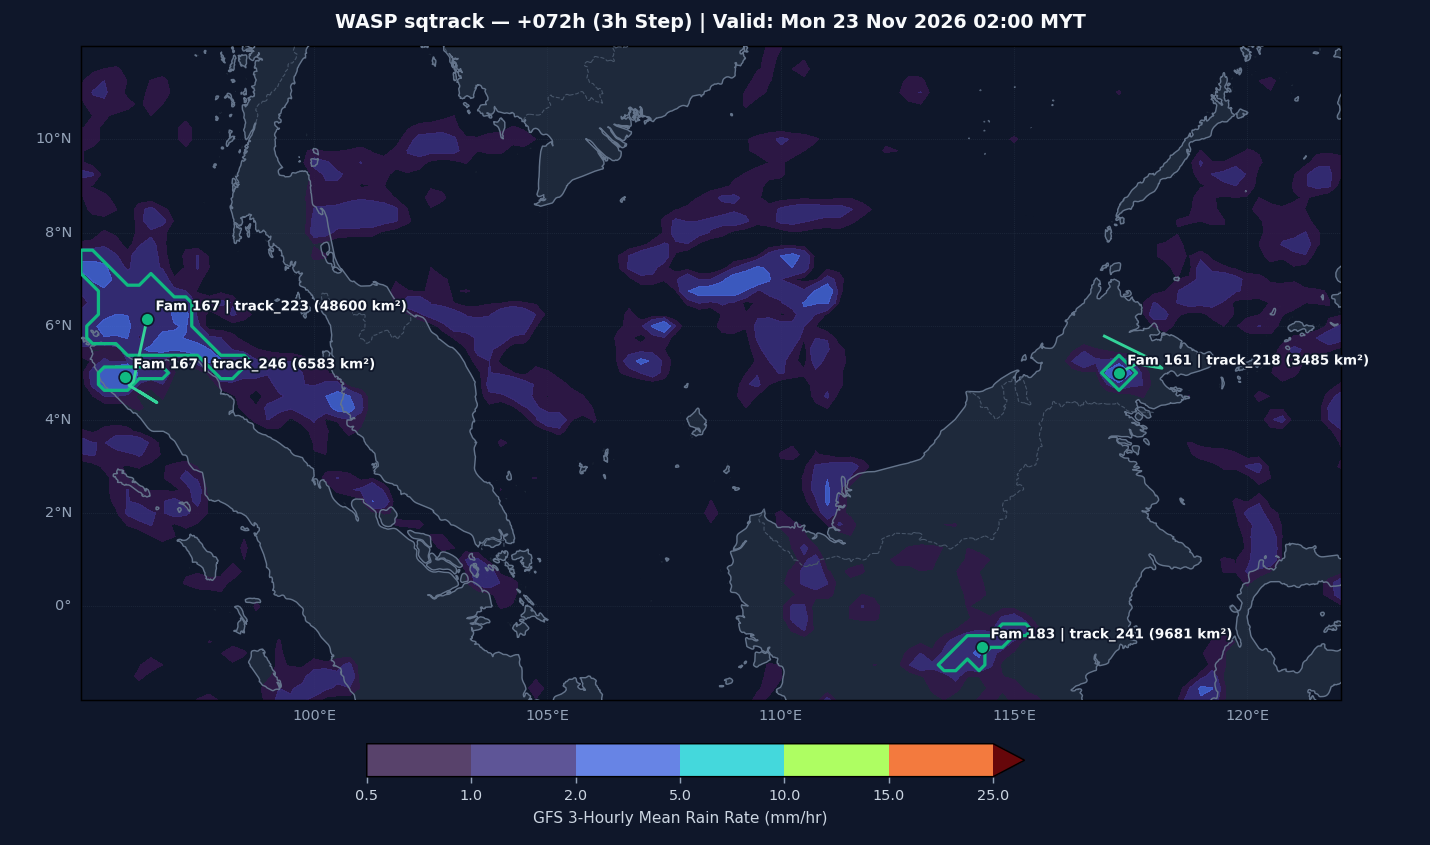 WASP sqtrack — +072h (3h Step) | Valid: Mon 23 Nov 2026 02:00 MYT
10°N
8°N
6°N
4°N
2°N
0°
Fam 167 | track_223 (48600 km²)
Fam 167 | track_246 (6583 km²)
Fam 161 | track_218 (3485 km²)
Fam 183 | track_241 (9681 km²)
100°E
105°E
110°E
115°E
120°E
0.5
1.0
2.0
5.0
10.0
15.0
25.0
GFS 3-Hourly Mean Rain Rate (mm/hr)